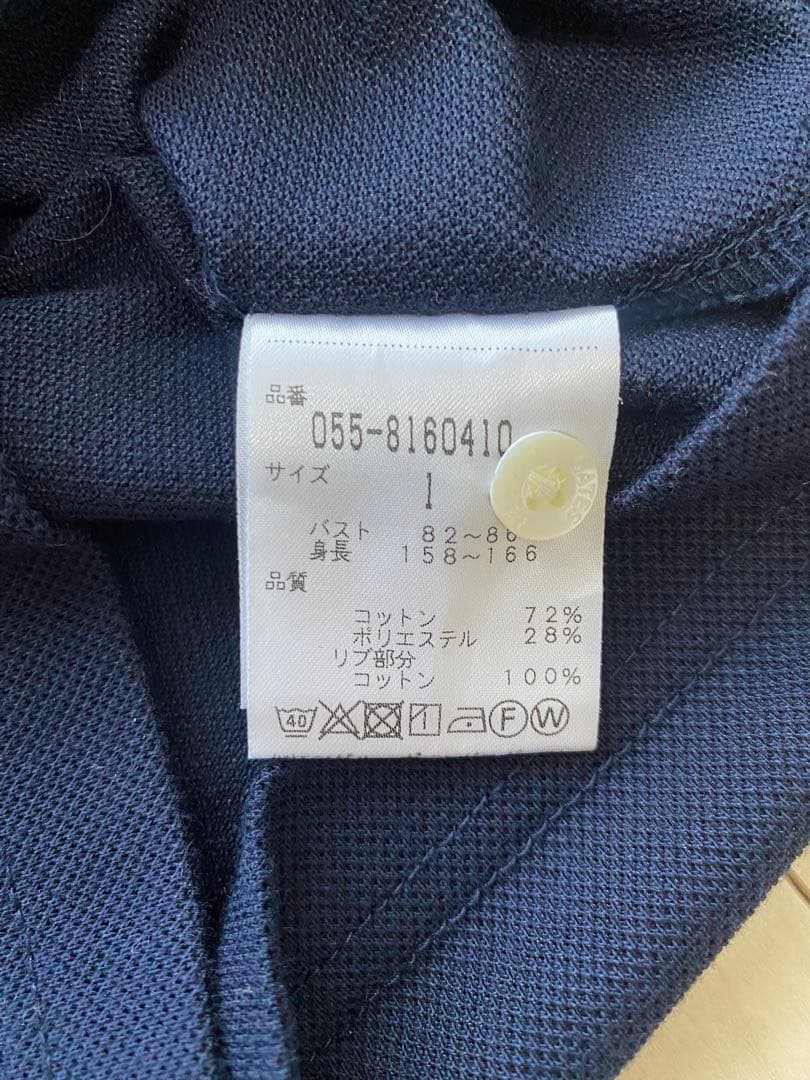 品番
055-8160410
サイズ
1
バスト 82～86
身長 158～166
品質
コットン 72%
ポリエステル 28%
リブ部分
コットン 100%
40 F W